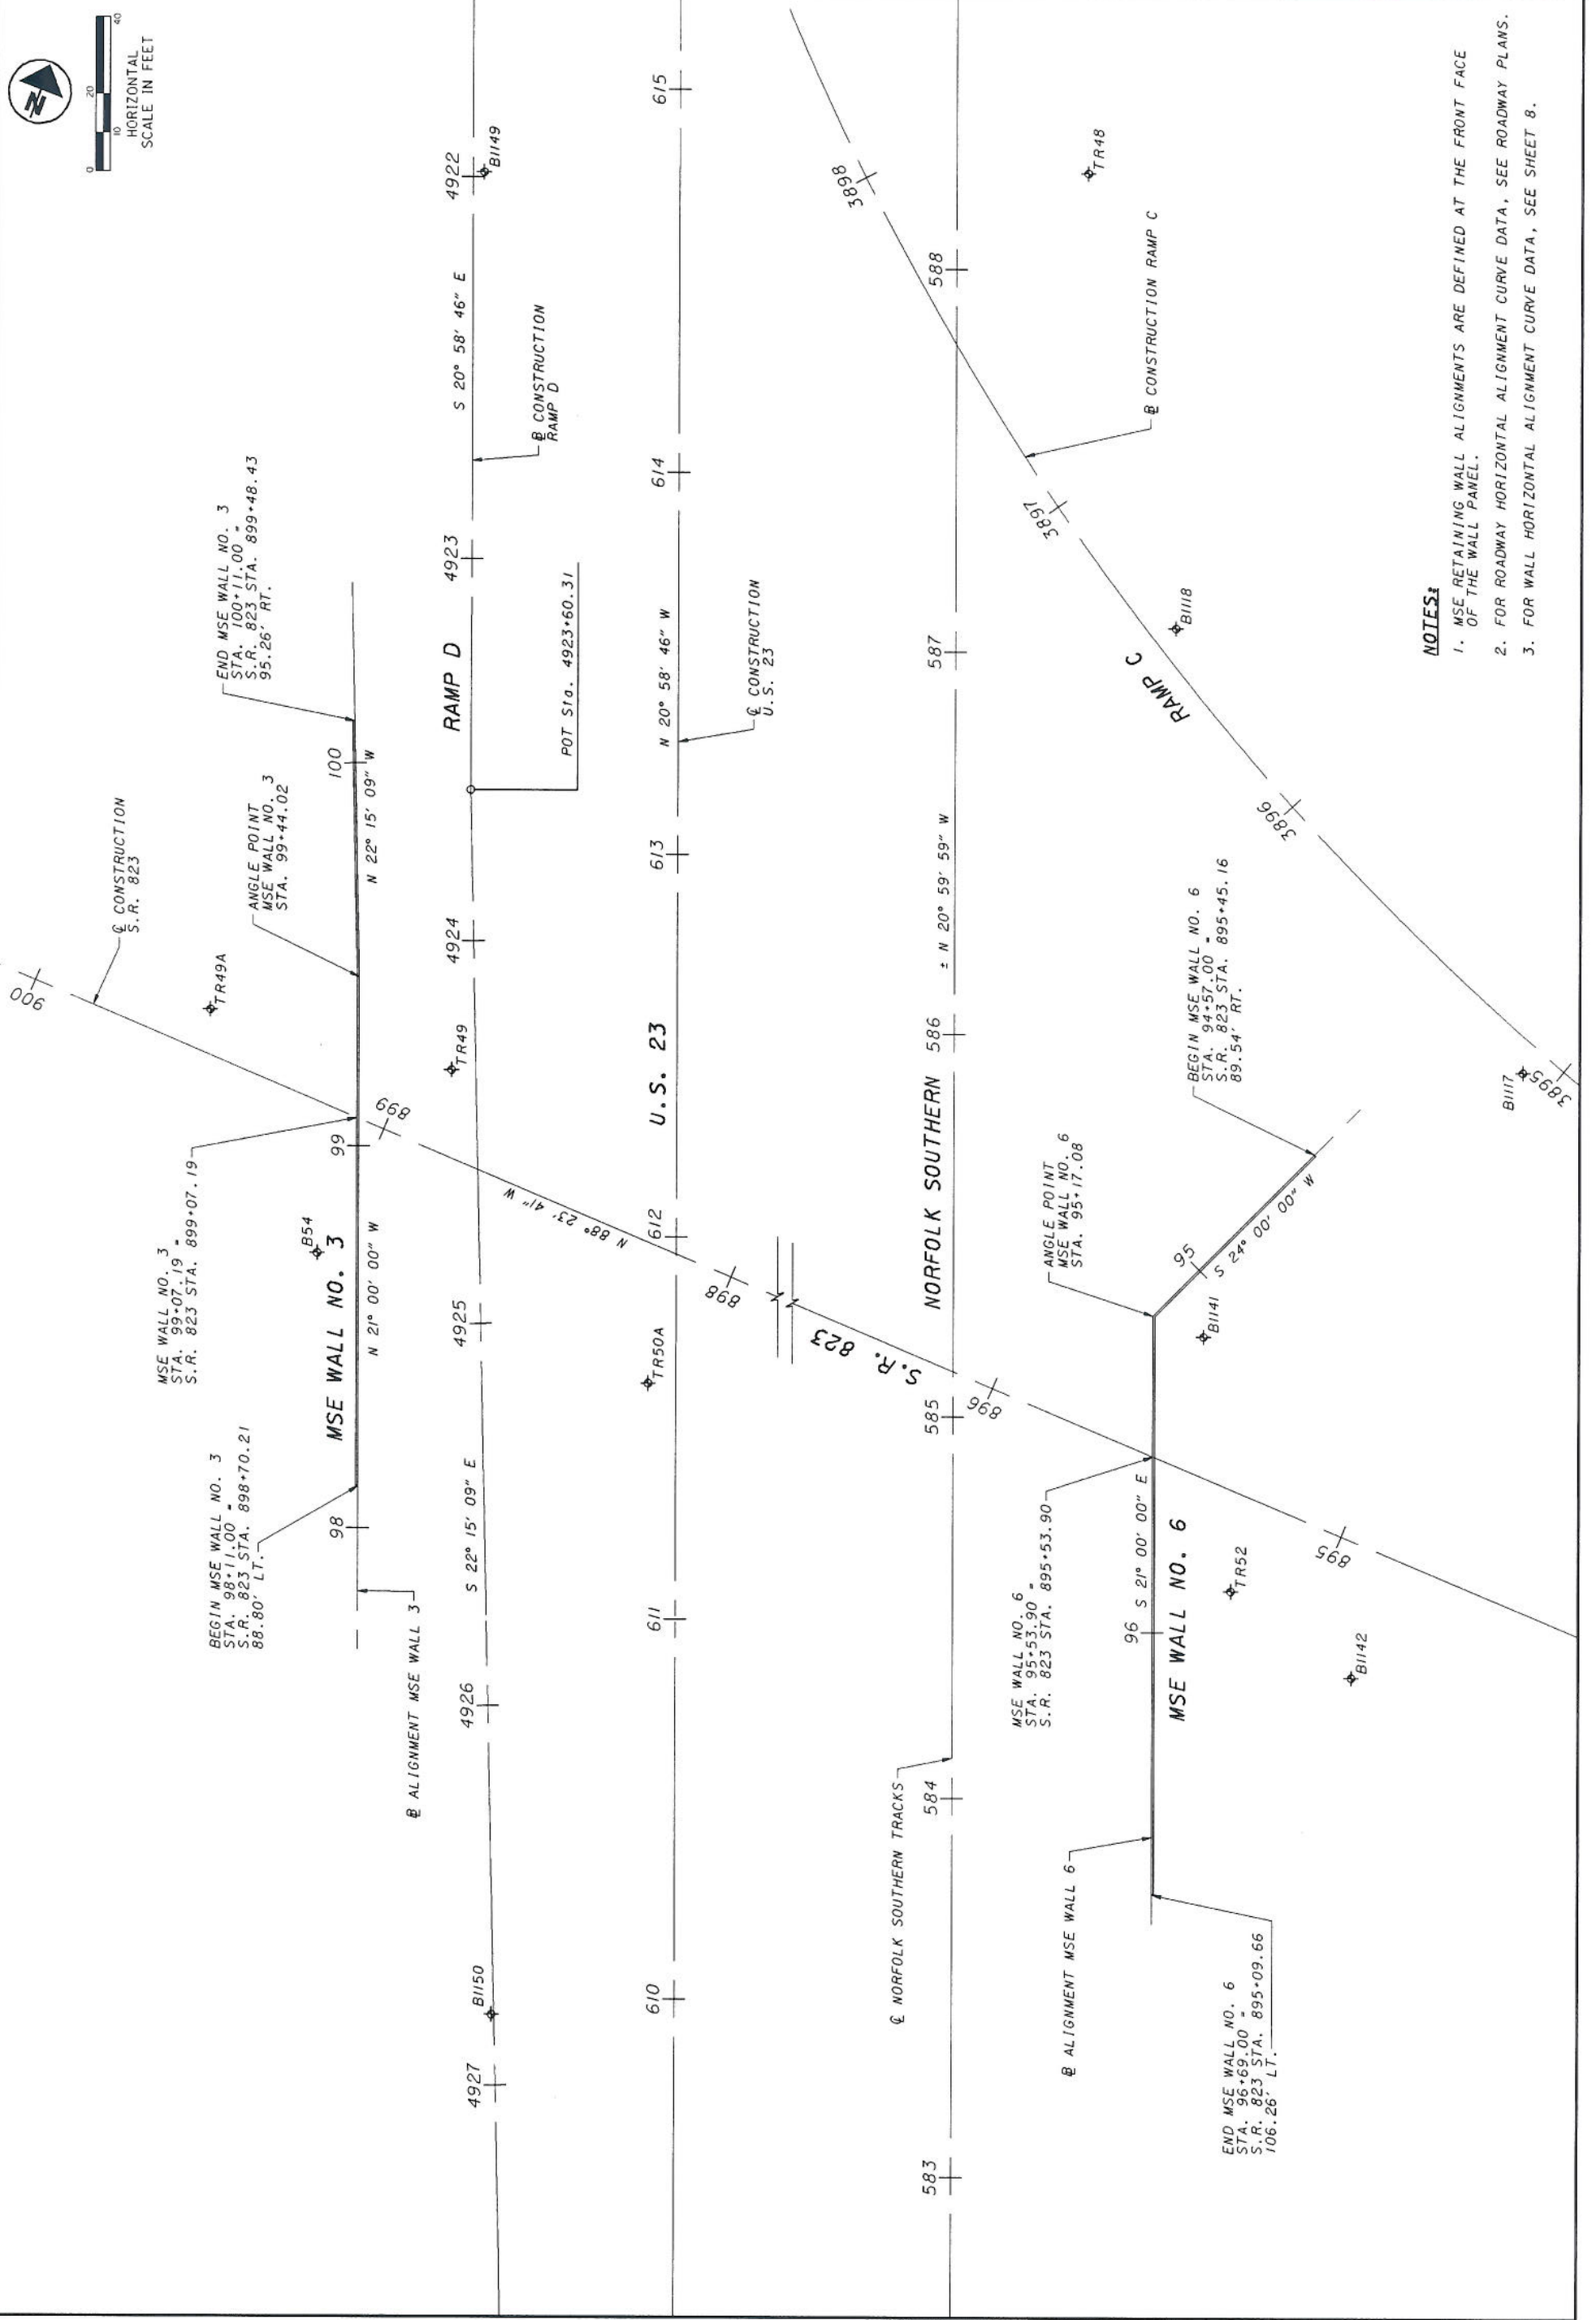 N
0
10
20
40
HORIZONTAL
SCALE IN FEET
900
℄ CONSTRUCTION
S.R. 823
TR49A
END MSE WALL NO. 3
STA. 100+11.00 =
S.R. 823 STA. 899+48.43
95.26' RT.
ANGLE POINT
MSE WALL NO. 3
STA. 99+44.02
MSE WALL NO. 3
STA. 99+07.19 =
S.R. 823 STA. 899+07.19
BEGIN MSE WALL NO. 3
STA. 98+11.00 =
S.R. 823 STA. 898+70.21
88.80' LT.
B54
MSE WALL NO. 3
98
99
100
N 21° 00' 00" W
N 22° 15' 09" W
899
℄ ALIGNMENT MSE WALL 3
B1150
4927
4926
S 22° 15' 09" E
4925
TR49
4924
RAMP D
4923
S 20° 58' 46" E
4922
B1149
POT Sta. 4923+60.31
℄ CONSTRUCTION
RAMP D
N 88° 23' 41" W
610
611
TR50A
612
U.S. 23
613
N 20° 58' 46" W
614
615
℄ CONSTRUCTION
U.S. 23
898
S.R. 823
3898
TR48
℄ NORFOLK SOUTHERN TRACKS
583
584
585
NORFOLK SOUTHERN
586
± N 20° 59' 59" W
587
588
896
℄ CONSTRUCTION RAMP C
3897
RAMP C
B1118
3896
3895
B1117
MSE WALL NO. 6
STA. 95+53.90 =
S.R. 823 STA. 895+53.90
ANGLE POINT
MSE WALL NO. 6
STA. 95+17.08
BEGIN MSE WALL NO. 6
STA. 94+57.00 =
S.R. 823 STA. 895+45.16
89.54' RT.
℄ ALIGNMENT MSE WALL 6
96
S 21° 00' 00" E
MSE WALL NO. 6
95
S 24° 00' 00" W
B1141
TR52
B1142
895
END MSE WALL NO. 6
STA. 96+69.00 =
S.R. 823 STA. 895+09.66
106.26' LT.
NOTES:
1. MSE RETAINING WALL ALIGNMENTS ARE DEFINED AT THE FRONT FACE
OF THE WALL PANEL.
2. FOR ROADWAY HORIZONTAL ALIGNMENT CURVE DATA, SEE ROADWAY PLANS.
3. FOR WALL HORIZONTAL ALIGNMENT CURVE DATA, SEE SHEET 8.